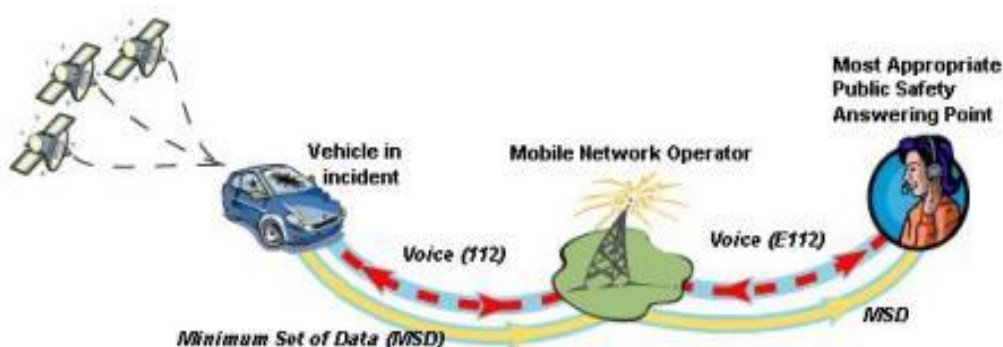 Most Appropriate
Public Safety
Answering Point
Vehicle in
incident
Mobile Network Operator
Voice (112)
Voice (E112)
MSD
Minimum Set of Data (MSD)